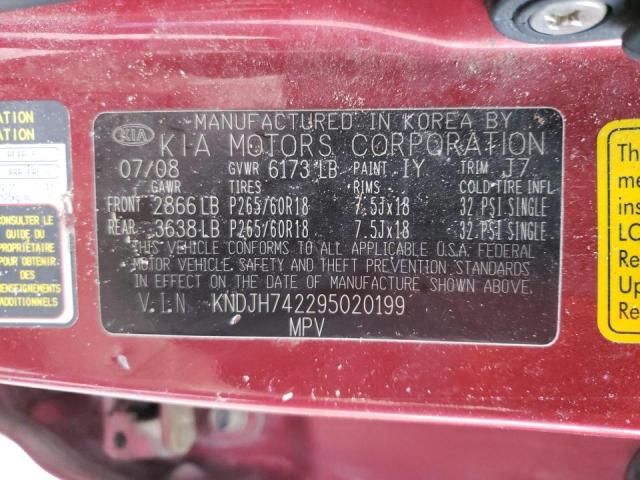 MANUFACTURED IN KOREA BY
KIA KIA MOTORS CORPORATION
07/08 GVWR 6173 LB PAINT IY TRIM J7
GAWR TIRES RIMS COLD TIRE INFL
FRONT 2866 LB P265/60R18 7.5Jx18 32 PSI SINGLE
REAR 3638 LB P265/60R18 7.5Jx18 32 PSI SINGLE
THIS VEHICLE CONFORMS TO ALL APPLICABLE U.S.A. FEDERAL
MOTOR VEHICLE, SAFETY AND THEFT PREVENTION STANDARDS
IN EFFECT ON THE DATE OF MANUFACTURE SHOWN ABOVE.
V.I.N KNDJH742295020199
MPV
ATION
ATION
SEE OWNER'S
GUIDE DU
PROPRIÉTAIRE
POUR OBTENIR
DES
RENSEIGNEMENTS
This
me
ins
LO
Re
Up
Re